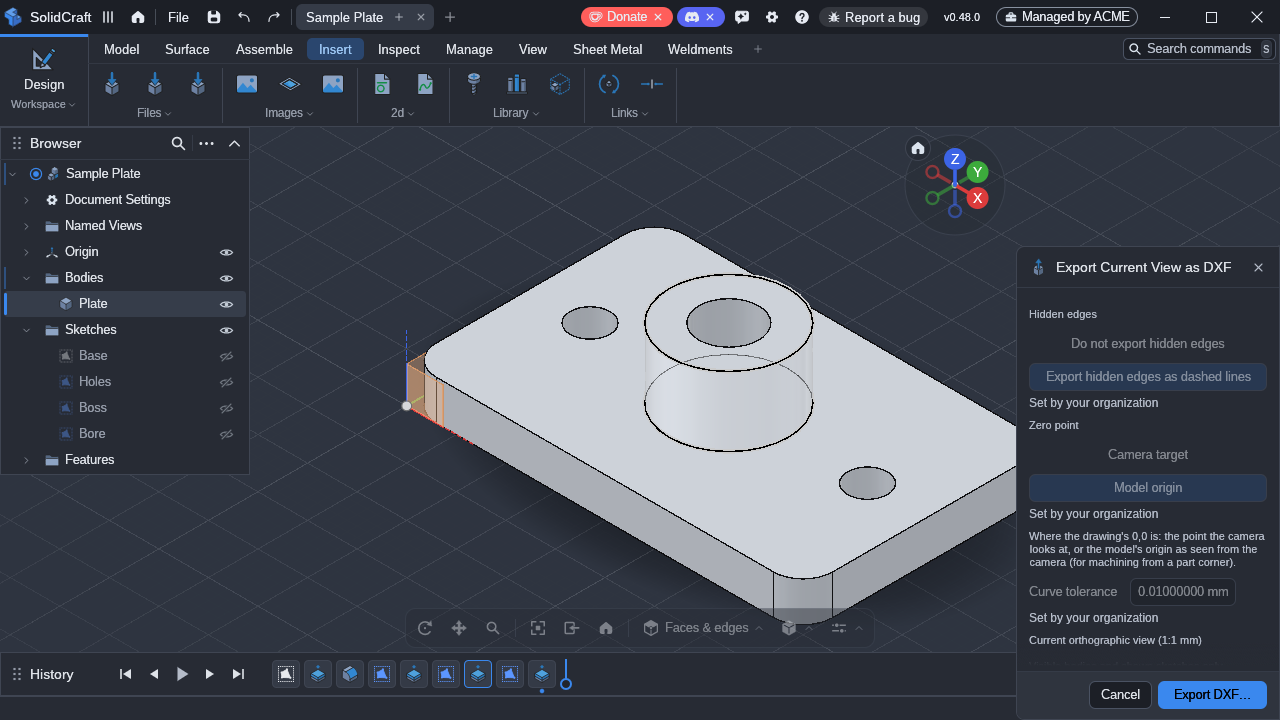 SolidCraft
File
Sample Plate
Donate
Report a bug
v0.48.0
Managed by ACME
Design
Workspace
Model
Surface
Assemble
Insert
Inspect
Manage
View
Sheet Metal
Weldments
Search commands
S
Files
Images
2d
Library
Links
Browser
Sample Plate
Document Settings
Named Views
Origin
Bodies
Plate
Sketches
Base
Holes
Boss
Bore
Features
Z
Y
X
Export Current View as DXF
Hidden edges
Do not export hidden edges
Export hidden edges as dashed lines
Set by your organization
Zero point
Camera target
Model origin
Set by your organization
Where the drawing's 0,0 is: the point the camera
looks at, or the model's origin as seen from the
camera (for machining from a part corner).
Curve tolerance
0.01000000 mm
Set by your organization
Current orthographic view (1:1 mm)
Cancel
Export DXF...
Faces & edges
History